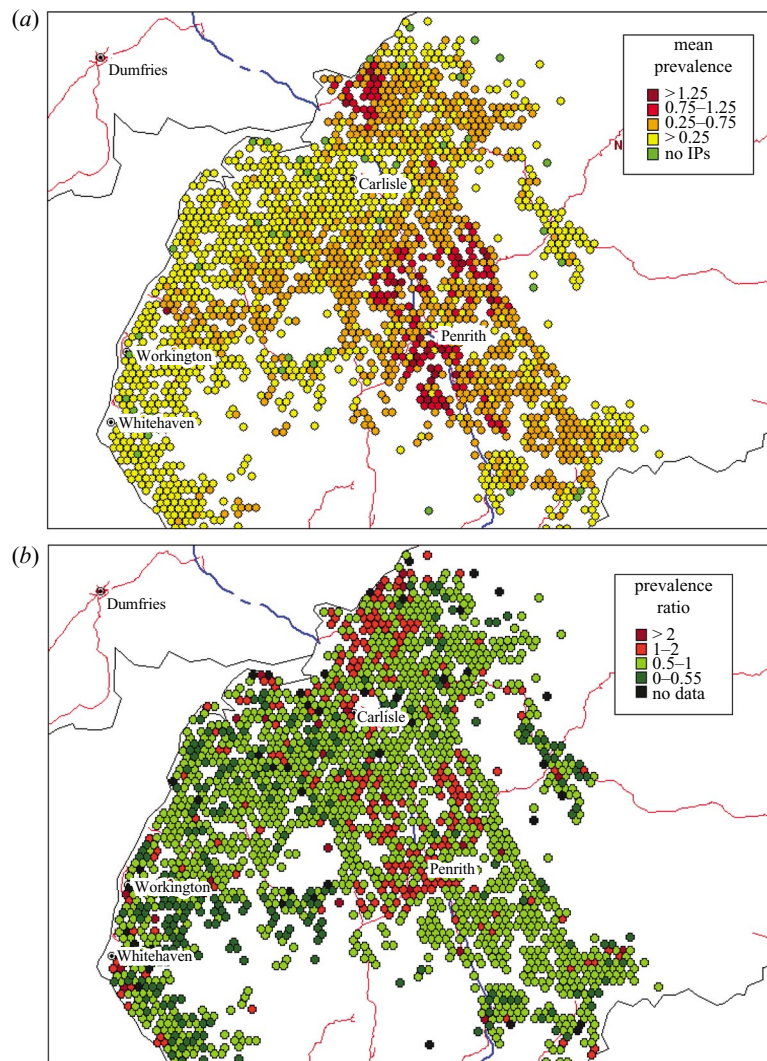 (a)
Dumfries
mean
prevalence
>1.25
0.75–1.25
0.25–0.75
> 0.25
no IPs
N
Carlisle
Penrith
Workington
Whitehaven
(b)
Dumfries
prevalence
ratio
> 2
1–2
0.5–1
0–0.55
no data
Carlisle
Penrith
Workington
Whitehaven